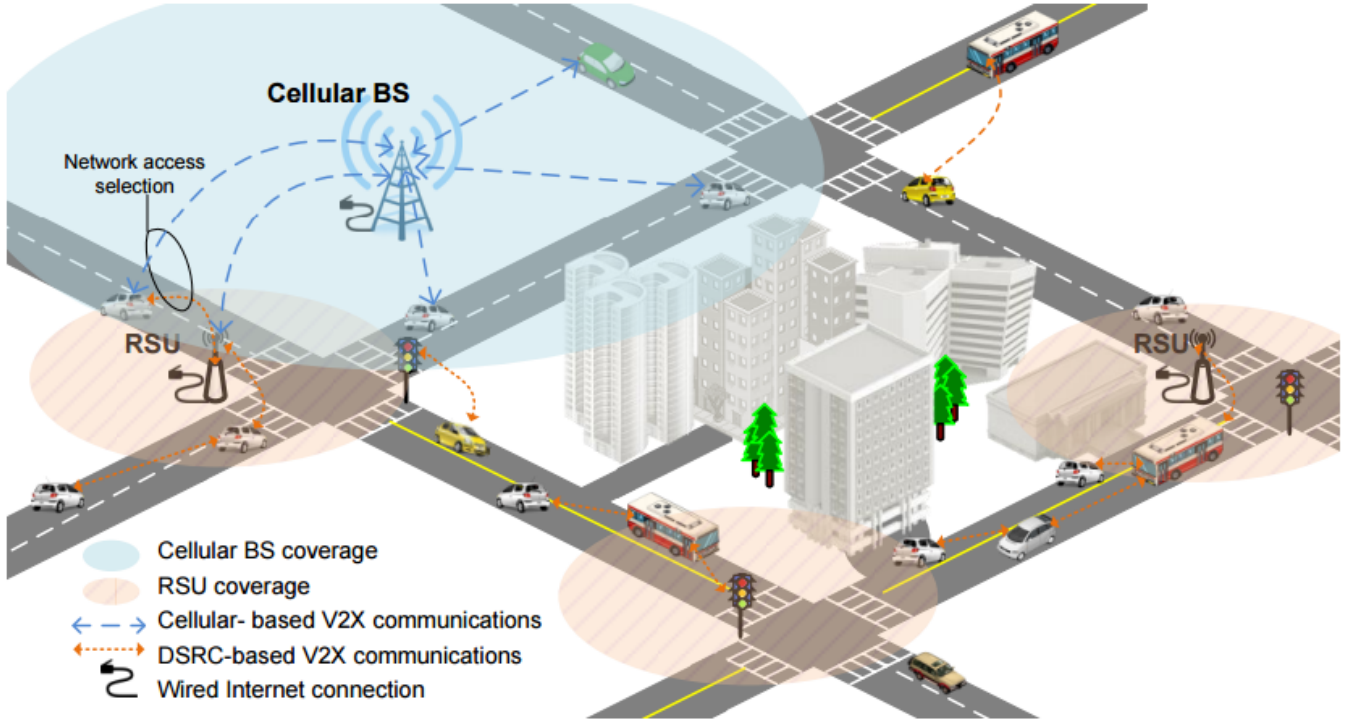 Cellular BS
Network access
selection
RSU
RSU
Cellular BS coverage
RSU coverage
Cellular- based V2X communications
DSRC-based V2X communications
Wired Internet connection